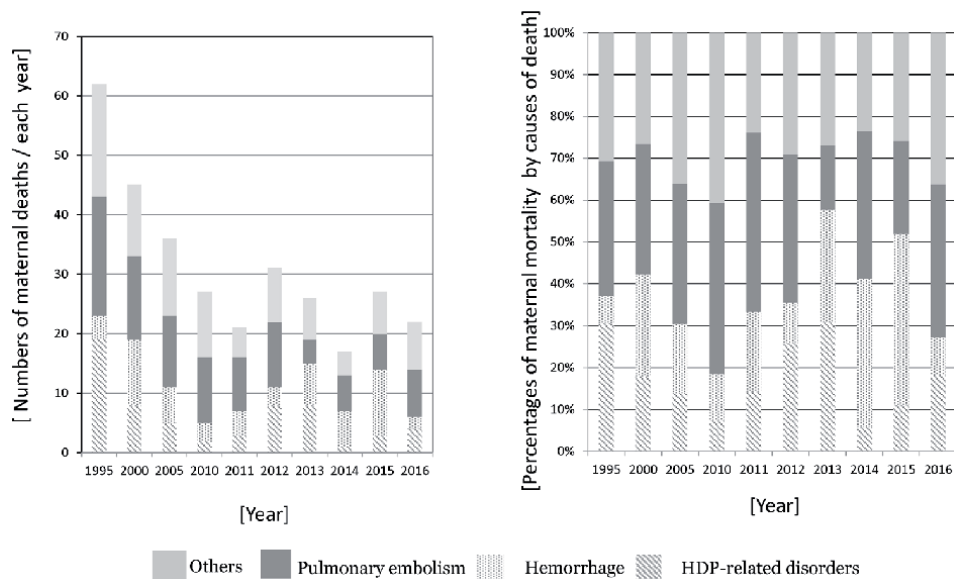 [ Numbers of maternal deaths / each year]
70
60
50
40
30
20
10
0
1995 2000 2005 2010 2011 2012 2013 2014 2015 2016
[Year]
[Percentages of maternal mortality by causes of death]
100%
90%
80%
70%
60%
50%
40%
30%
20%
10%
0%
1995 2000 2005 2010 2011 2012 2013 2014 2015 2016
[Year]
Others Pulmonary embolism Hemorrhage HDP-related disorders